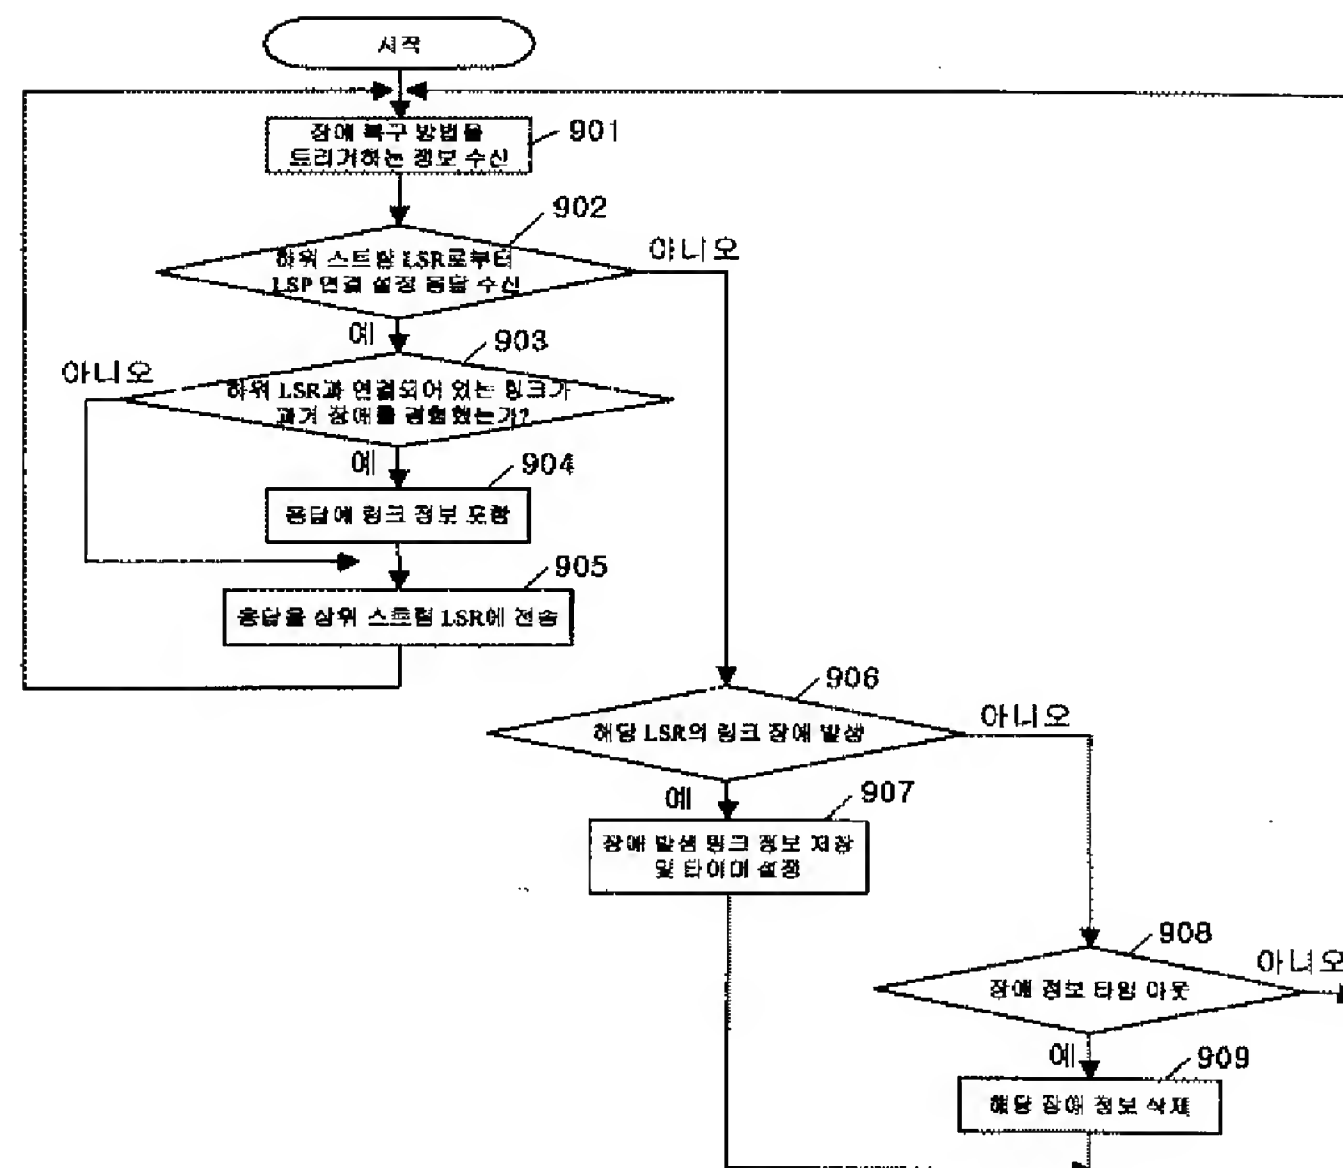 시작
장애 복구 방법을
트리거하는 정보 수신
901
902
하위 스트림 LSR로부터
LSP 연결 설정 응답 수신
아니오
예
903
아니오
하위 LSR과 연결되어 있는 링크가
과거 장애를 경험했는가?
예
904
응답에 링크 정보 포함
905
응답을 상위 스트림 LSR에 전송
906
해당 LSR의 링크 장애 발생
아니오
예
907
장애 발생 링크 정보 저장
및 타이머 설정
908
장애 정보 타임 아웃
아니오
예
909
해당 장애 정보 삭제